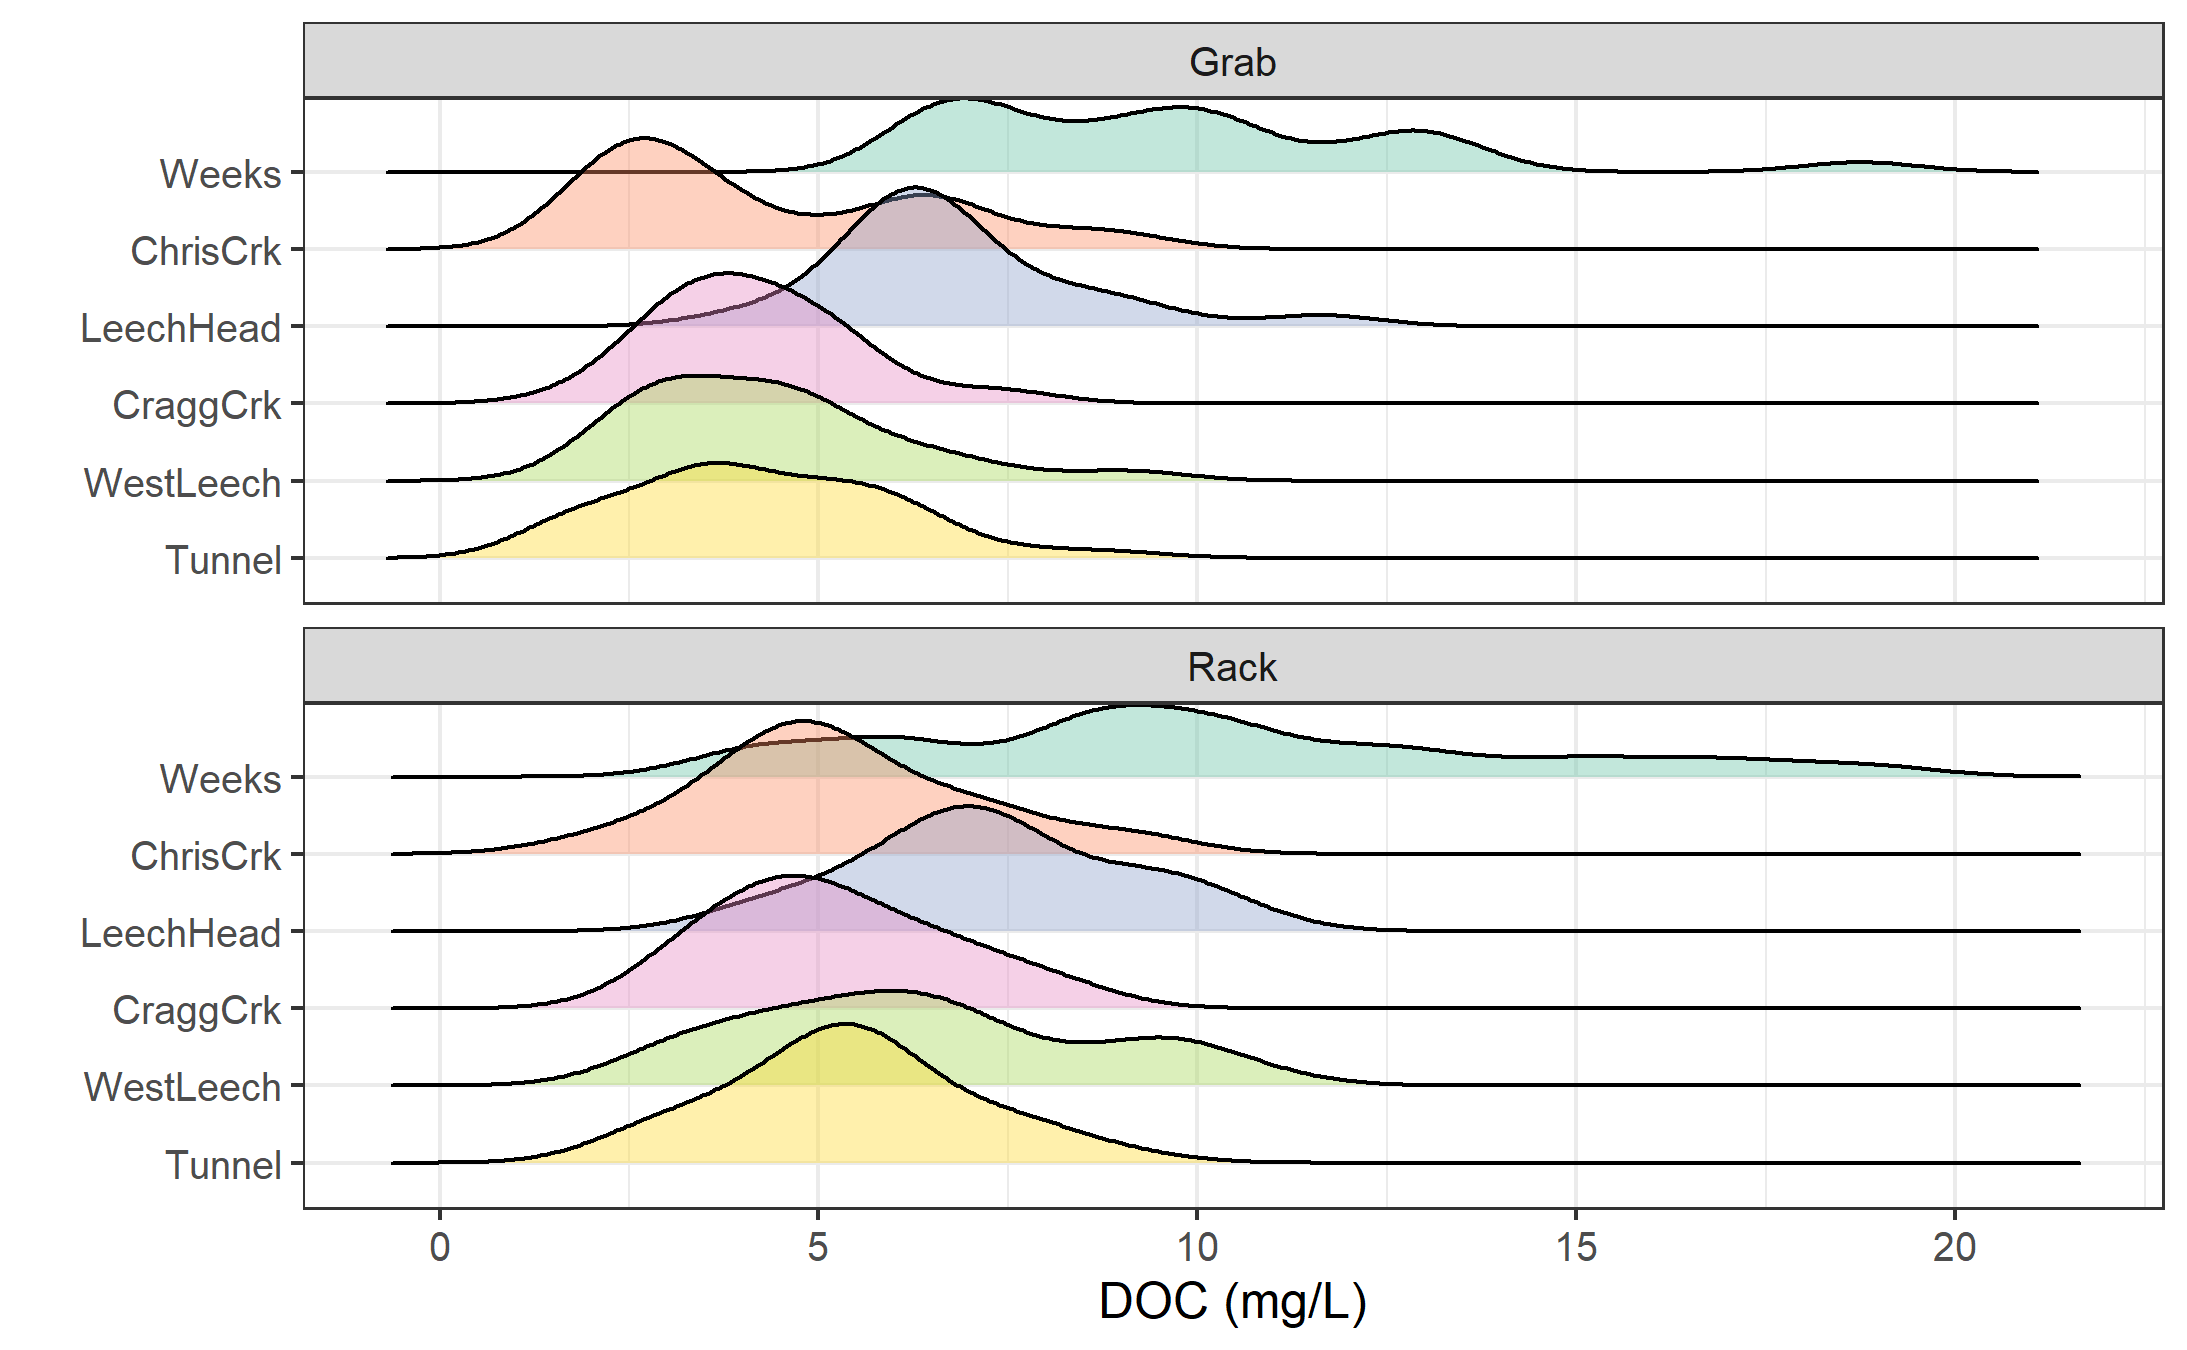 Grab
Weeks
ChrisCrk
LeechHead
CraggCrk
WestLeech
Tunnel
Rack
Weeks
ChrisCrk
LeechHead
CraggCrk
WestLeech
Tunnel
0 5 10 15 20
DOC (mg/L)